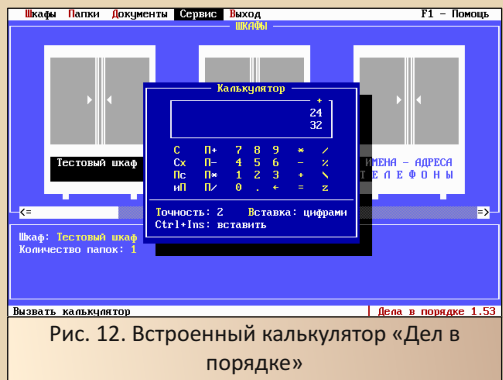 Шкафы Папки Документы Сервис Выход F1 – Помощь
ШКАФЫ
Калькулятор
+
24
32
C П+ 7 8 9 * /
Cx П– 4 5 6 – %
Пс П* 1 2 3 + \
иП П/ 0 . ← = z
Точность: 2 Вставка: цифрами
Ctrl+Ins: вставить
Тестовый шкаф
ИМЕНА – АДРЕСА
ТЕЛЕФОНЫ
<= =>
Шкаф: Тестовый шкаф
Количество папок: 1
Вызвать калькулятор Дела в порядке 1.53
Рис. 12. Встроенный калькулятор «Дел в
порядке»